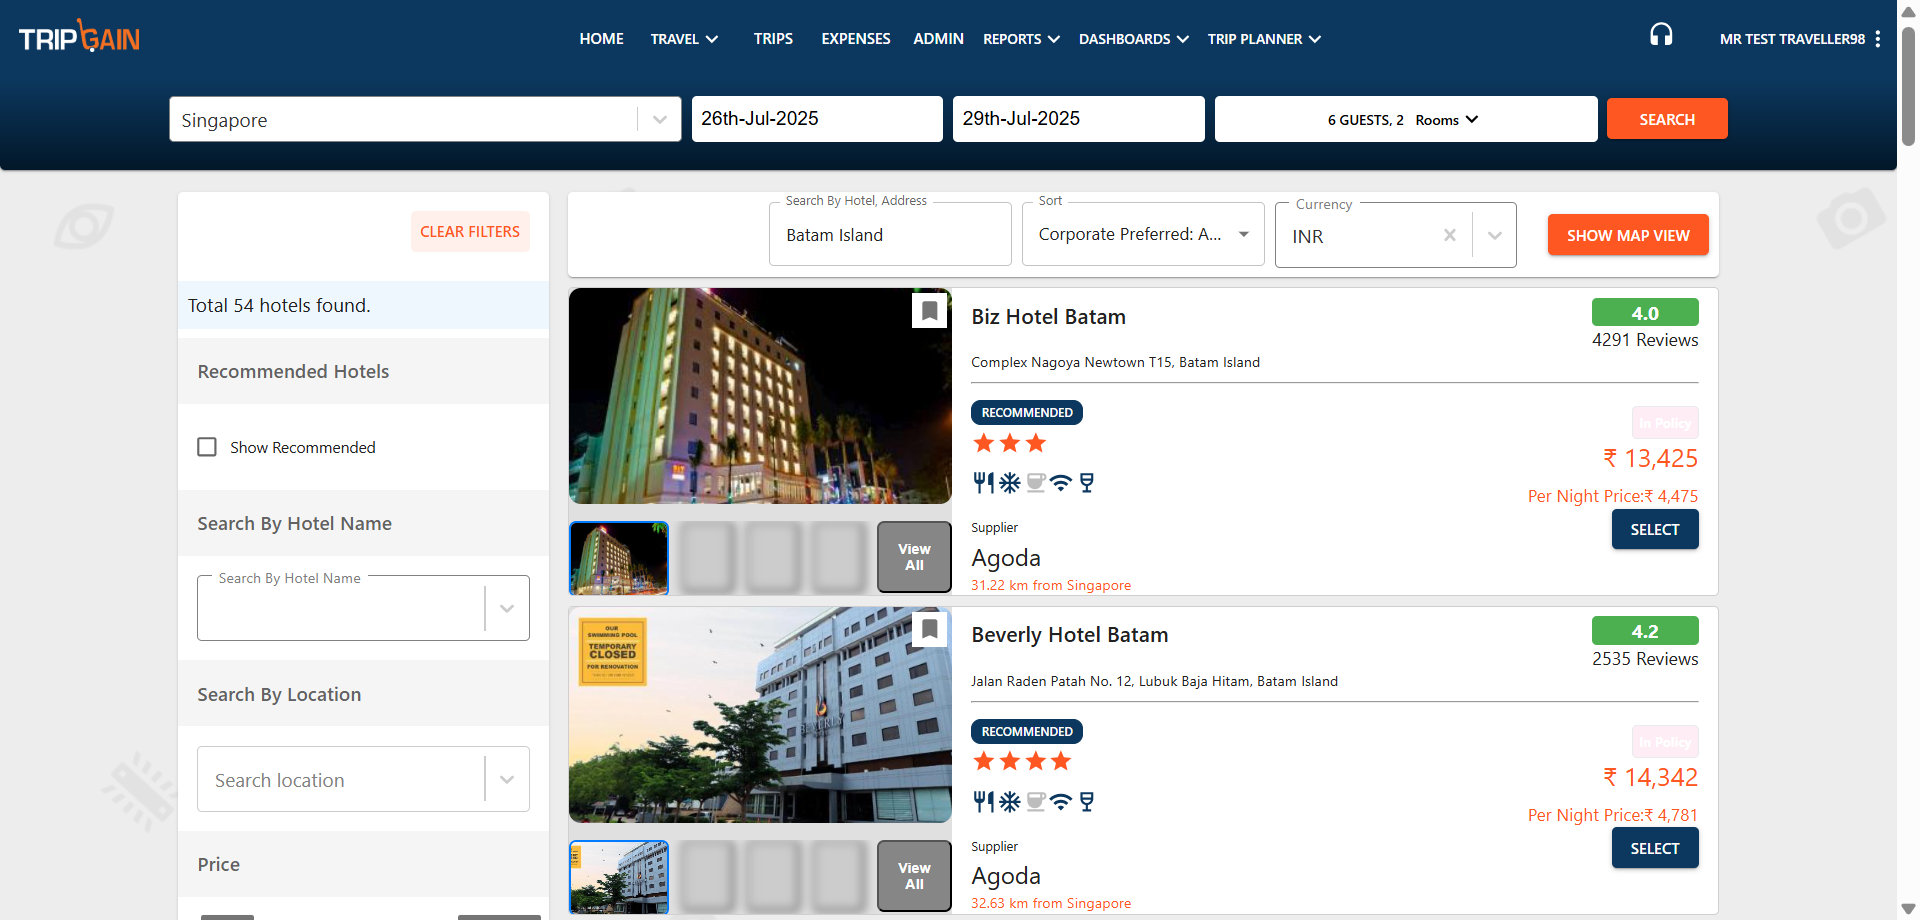 TRIPGAIN
HOME TRAVEL TRIPS EXPENSES ADMIN REPORTS DASHBOARDS TRIP PLANNER
MR TEST TRAVELLER98
Singapore
26th-Jul-2025
29th-Jul-2025
6 GUESTS, 2 Rooms
SEARCH
CLEAR FILTERS
Total 54 hotels found.
Recommended Hotels
Show Recommended
Search By Hotel Name
Search By Hotel Name
Search By Location
Search location
Price
Search By Hotel, Address
Batam Island
Sort
Corporate Preferred: A...
Currency
INR
SHOW MAP VIEW
Biz Hotel Batam
4.0
4291 Reviews
Complex Nagoya Newtown T15, Batam Island
RECOMMENDED
In Policy
₹ 13,425
Per Night Price:₹ 4,475
SELECT
Supplier
Agoda
31.22 km from Singapore
View
All
OUR
SWIMMING POOL
TEMPORARY
CLOSED
FOR RENOVATION
BEVERLY
Beverly Hotel Batam
4.2
2535 Reviews
Jalan Raden Patah No. 12, Lubuk Baja Hitam, Batam Island
RECOMMENDED
In Policy
₹ 14,342
Per Night Price:₹ 4,781
SELECT
Supplier
Agoda
32.63 km from Singapore
View
All